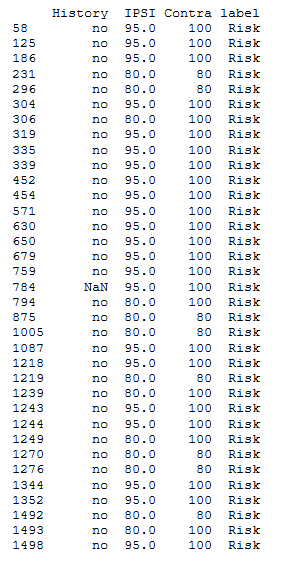 History IPSI Contra label
58 no 95.0 100 Risk
125 no 95.0 100 Risk
186 no 95.0 100 Risk
231 no 80.0 80 Risk
296 no 80.0 80 Risk
304 no 95.0 100 Risk
306 no 80.0 100 Risk
319 no 95.0 100 Risk
335 no 95.0 100 Risk
339 no 95.0 100 Risk
452 no 95.0 100 Risk
454 no 95.0 100 Risk
571 no 95.0 100 Risk
630 no 95.0 100 Risk
650 no 95.0 100 Risk
679 no 95.0 100 Risk
759 no 95.0 100 Risk
784 NaN 95.0 100 Risk
794 no 80.0 100 Risk
875 no 80.0 80 Risk
1005 no 80.0 80 Risk
1087 no 95.0 100 Risk
1218 no 95.0 100 Risk
1219 no 80.0 80 Risk
1239 no 80.0 100 Risk
1243 no 95.0 100 Risk
1244 no 95.0 100 Risk
1249 no 80.0 100 Risk
1270 no 80.0 80 Risk
1276 no 80.0 80 Risk
1344 no 95.0 100 Risk
1352 no 95.0 100 Risk
1492 no 80.0 80 Risk
1493 no 80.0 100 Risk
1498 no 95.0 100 Risk